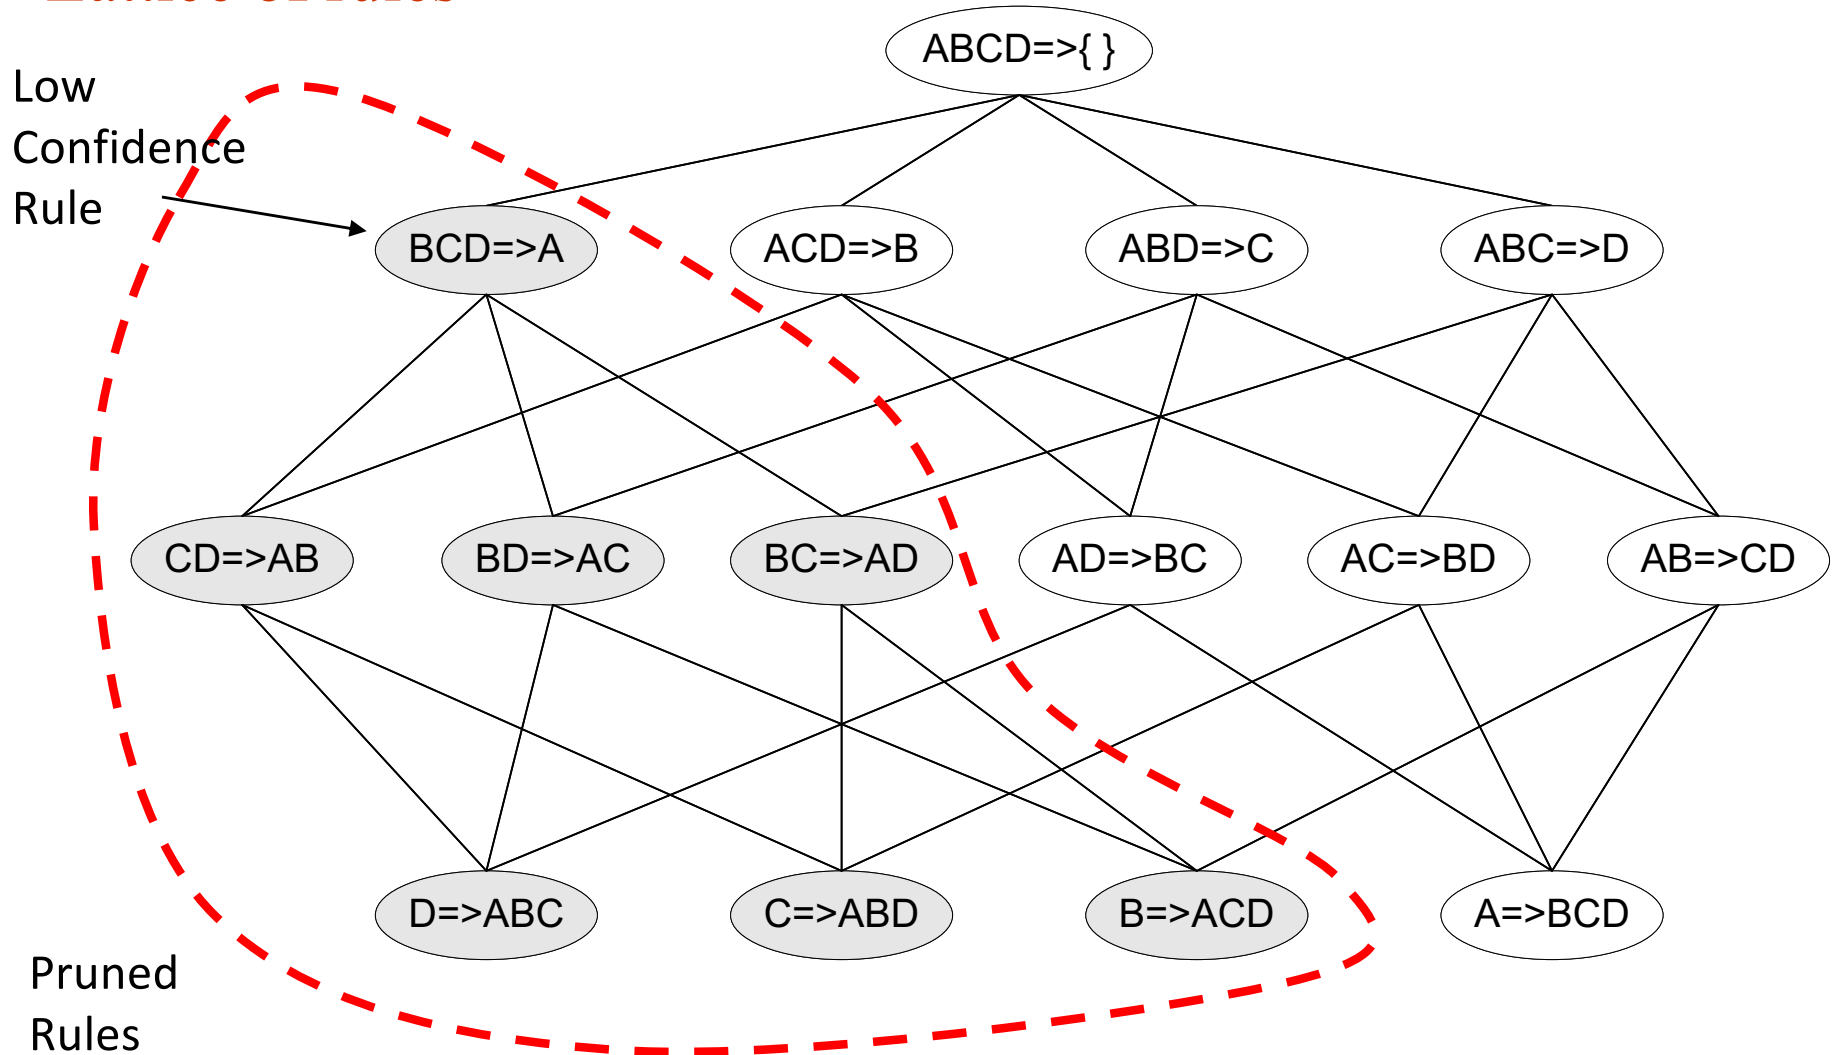 ABCD=>{ }
Low
Confidence
Rule
BCD=>A
ACD=>B
ABD=>C
ABC=>D
CD=>AB
BD=>AC
BC=>AD
AD=>BC
AC=>BD
AB=>CD
D=>ABC
C=>ABD
B=>ACD
A=>BCD
Pruned
Rules